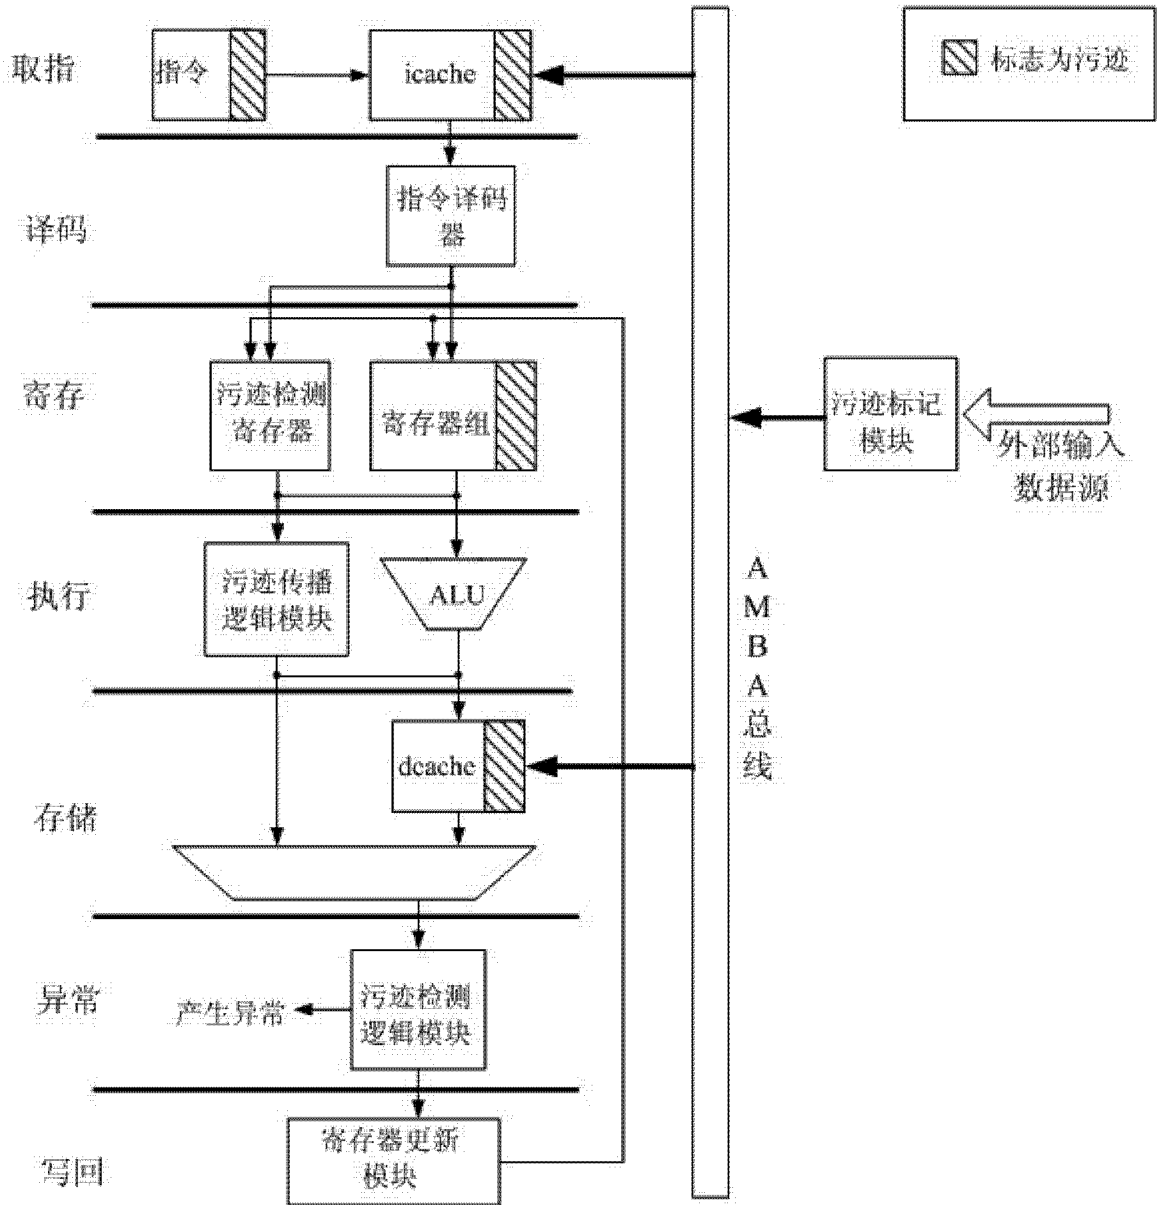 取指
指令
icache
标志为污迹
译码
指令译码
器
寄存
污迹检测
寄存器
寄存器组
污迹标记
模块
外部输入
数据源
执行
污迹传播
逻辑模块
ALU
A
M
B
A
总
线
存储
dcache
异常
产生异常
污迹检测
逻辑模块
写回
寄存器更新
模块